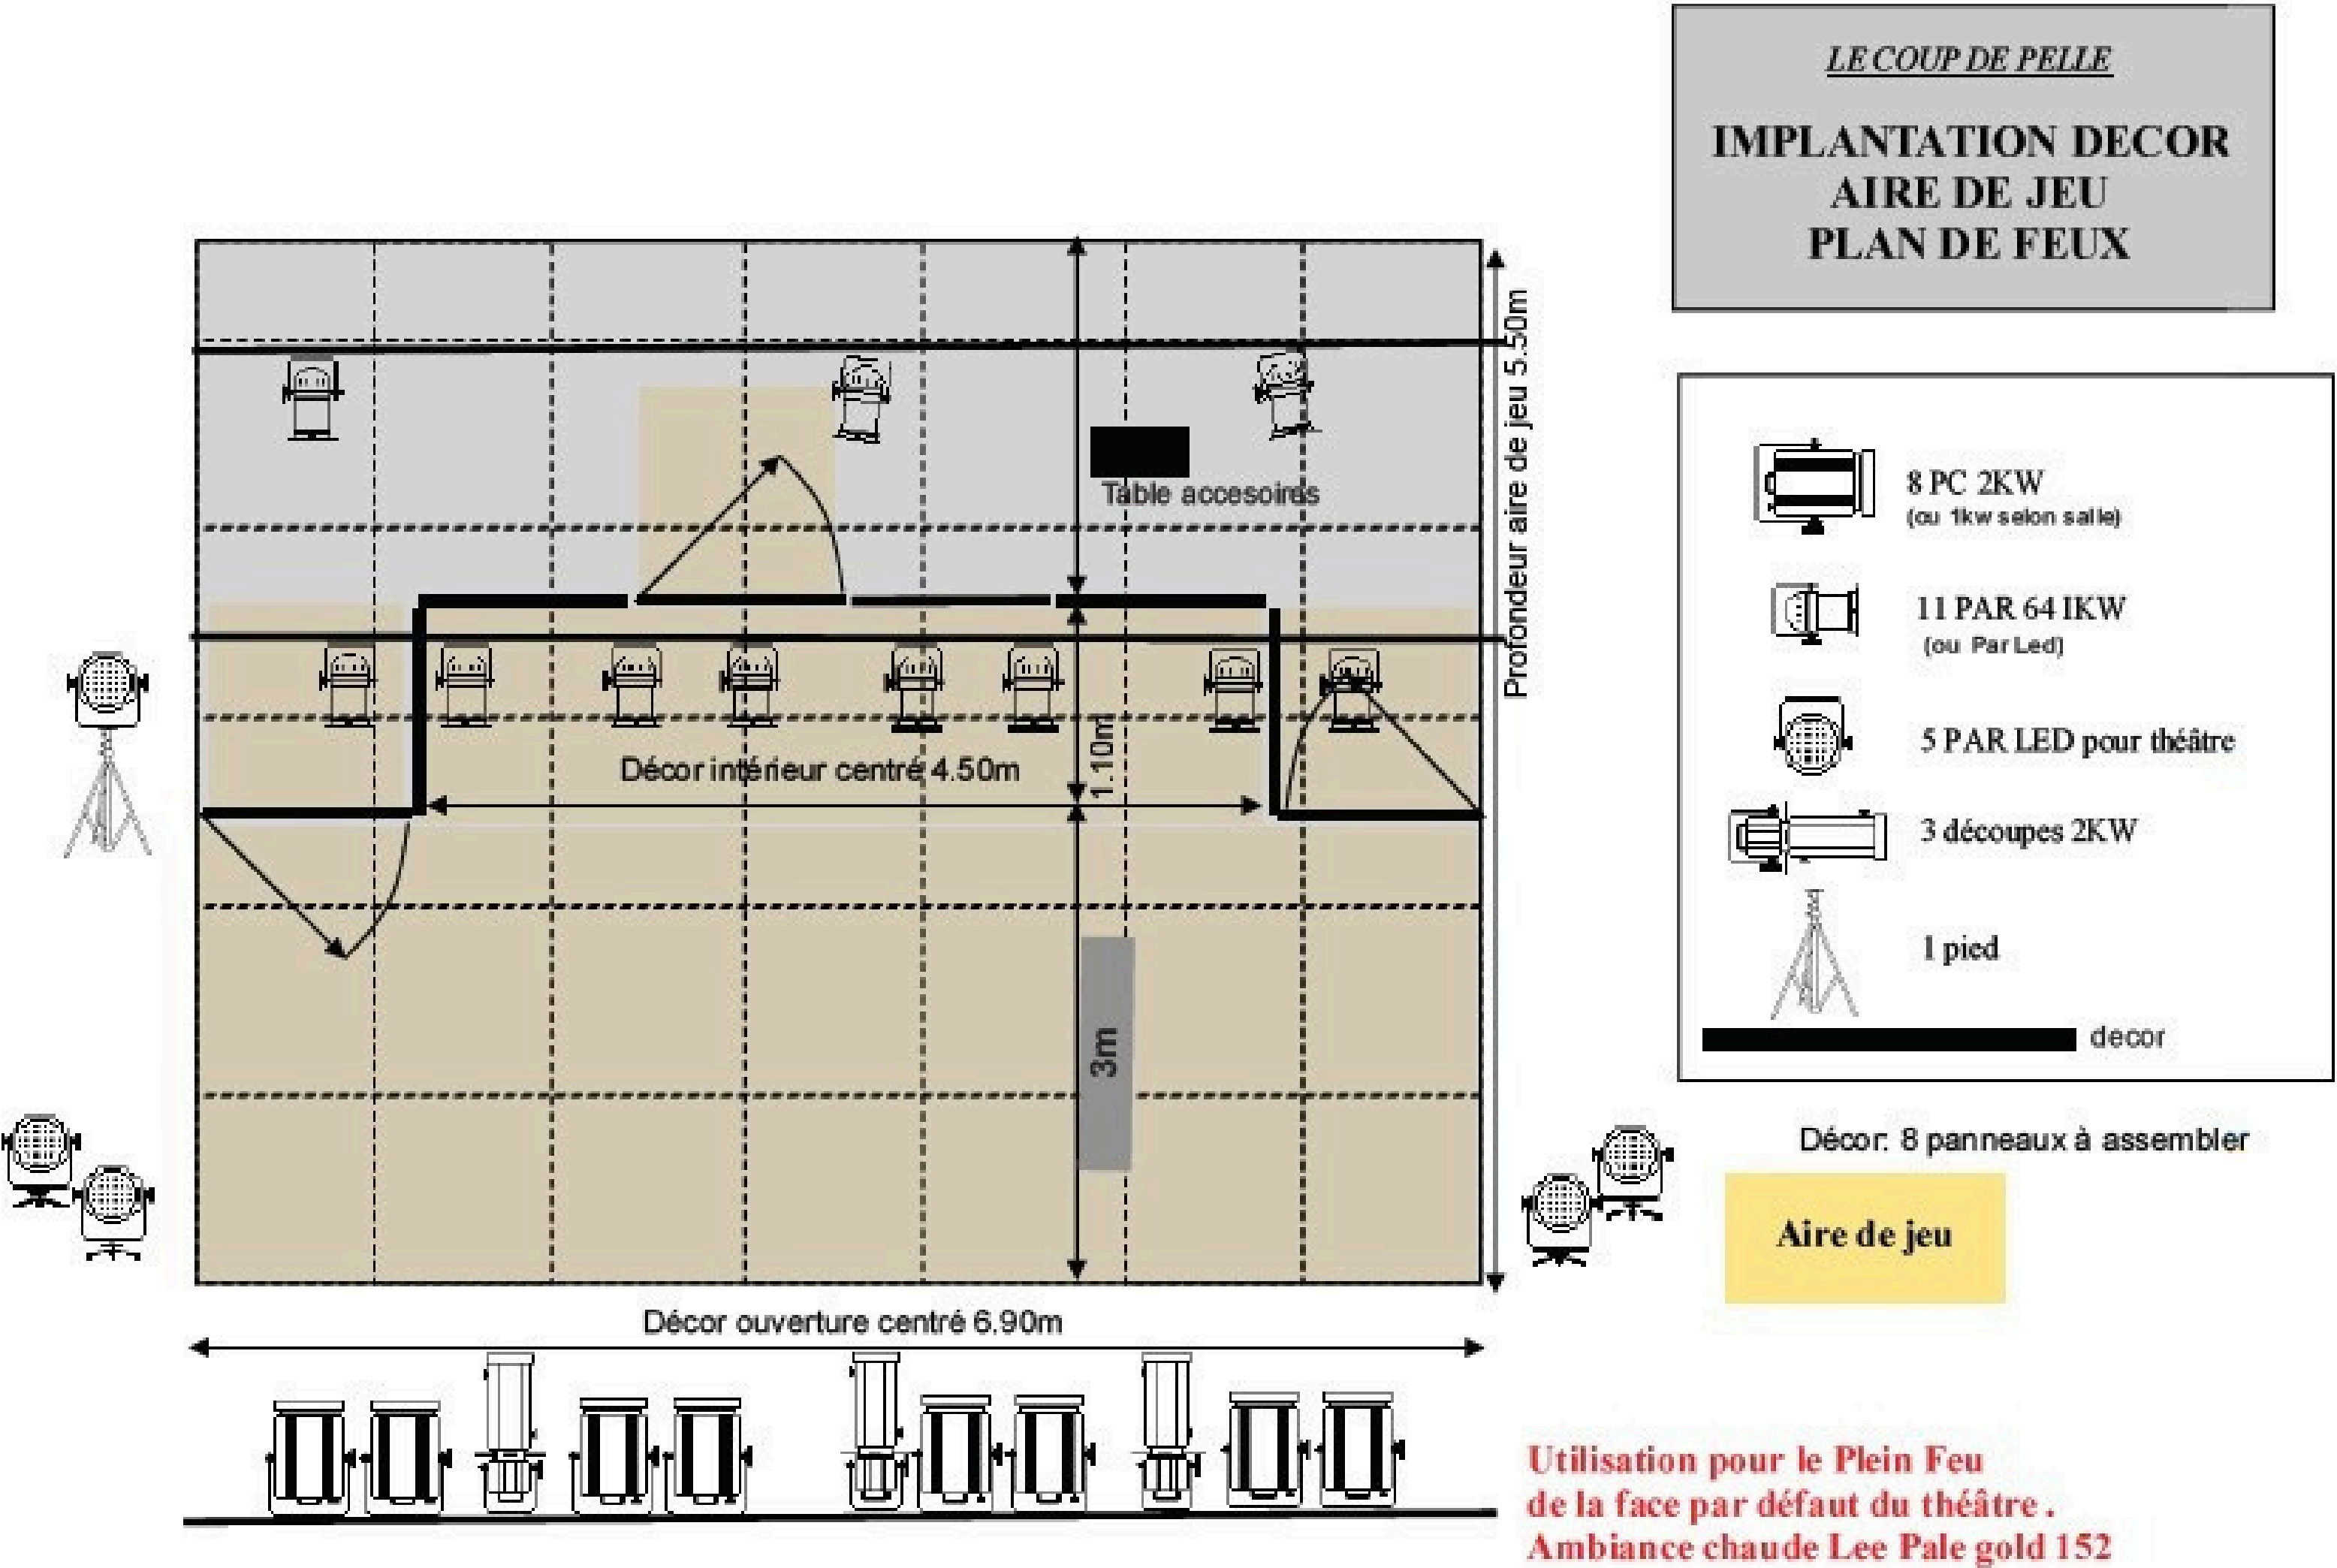 LE COUP DE PELLE
IMPLANTATION DECOR
AIRE DE JEU
PLAN DE FEUX
Profondeur aire de jeu 5.50m
Table accesoires
1.10m
Décor intérieur centré 4.50m
3m
Décor ouverture centré 6.90m
8 PC 2KW
(ou 1kw selon salle)
11 PAR 64 1KW
(ou Par Led)
5 PAR LED pour théâtre
3 découpes 2KW
1 pied
decor
Décor: 8 panneaux à assembler
Aire de jeu
Utilisation pour le Plein Feu
de la face par défaut du théâtre .
Ambiance chaude Lee Pale gold 152